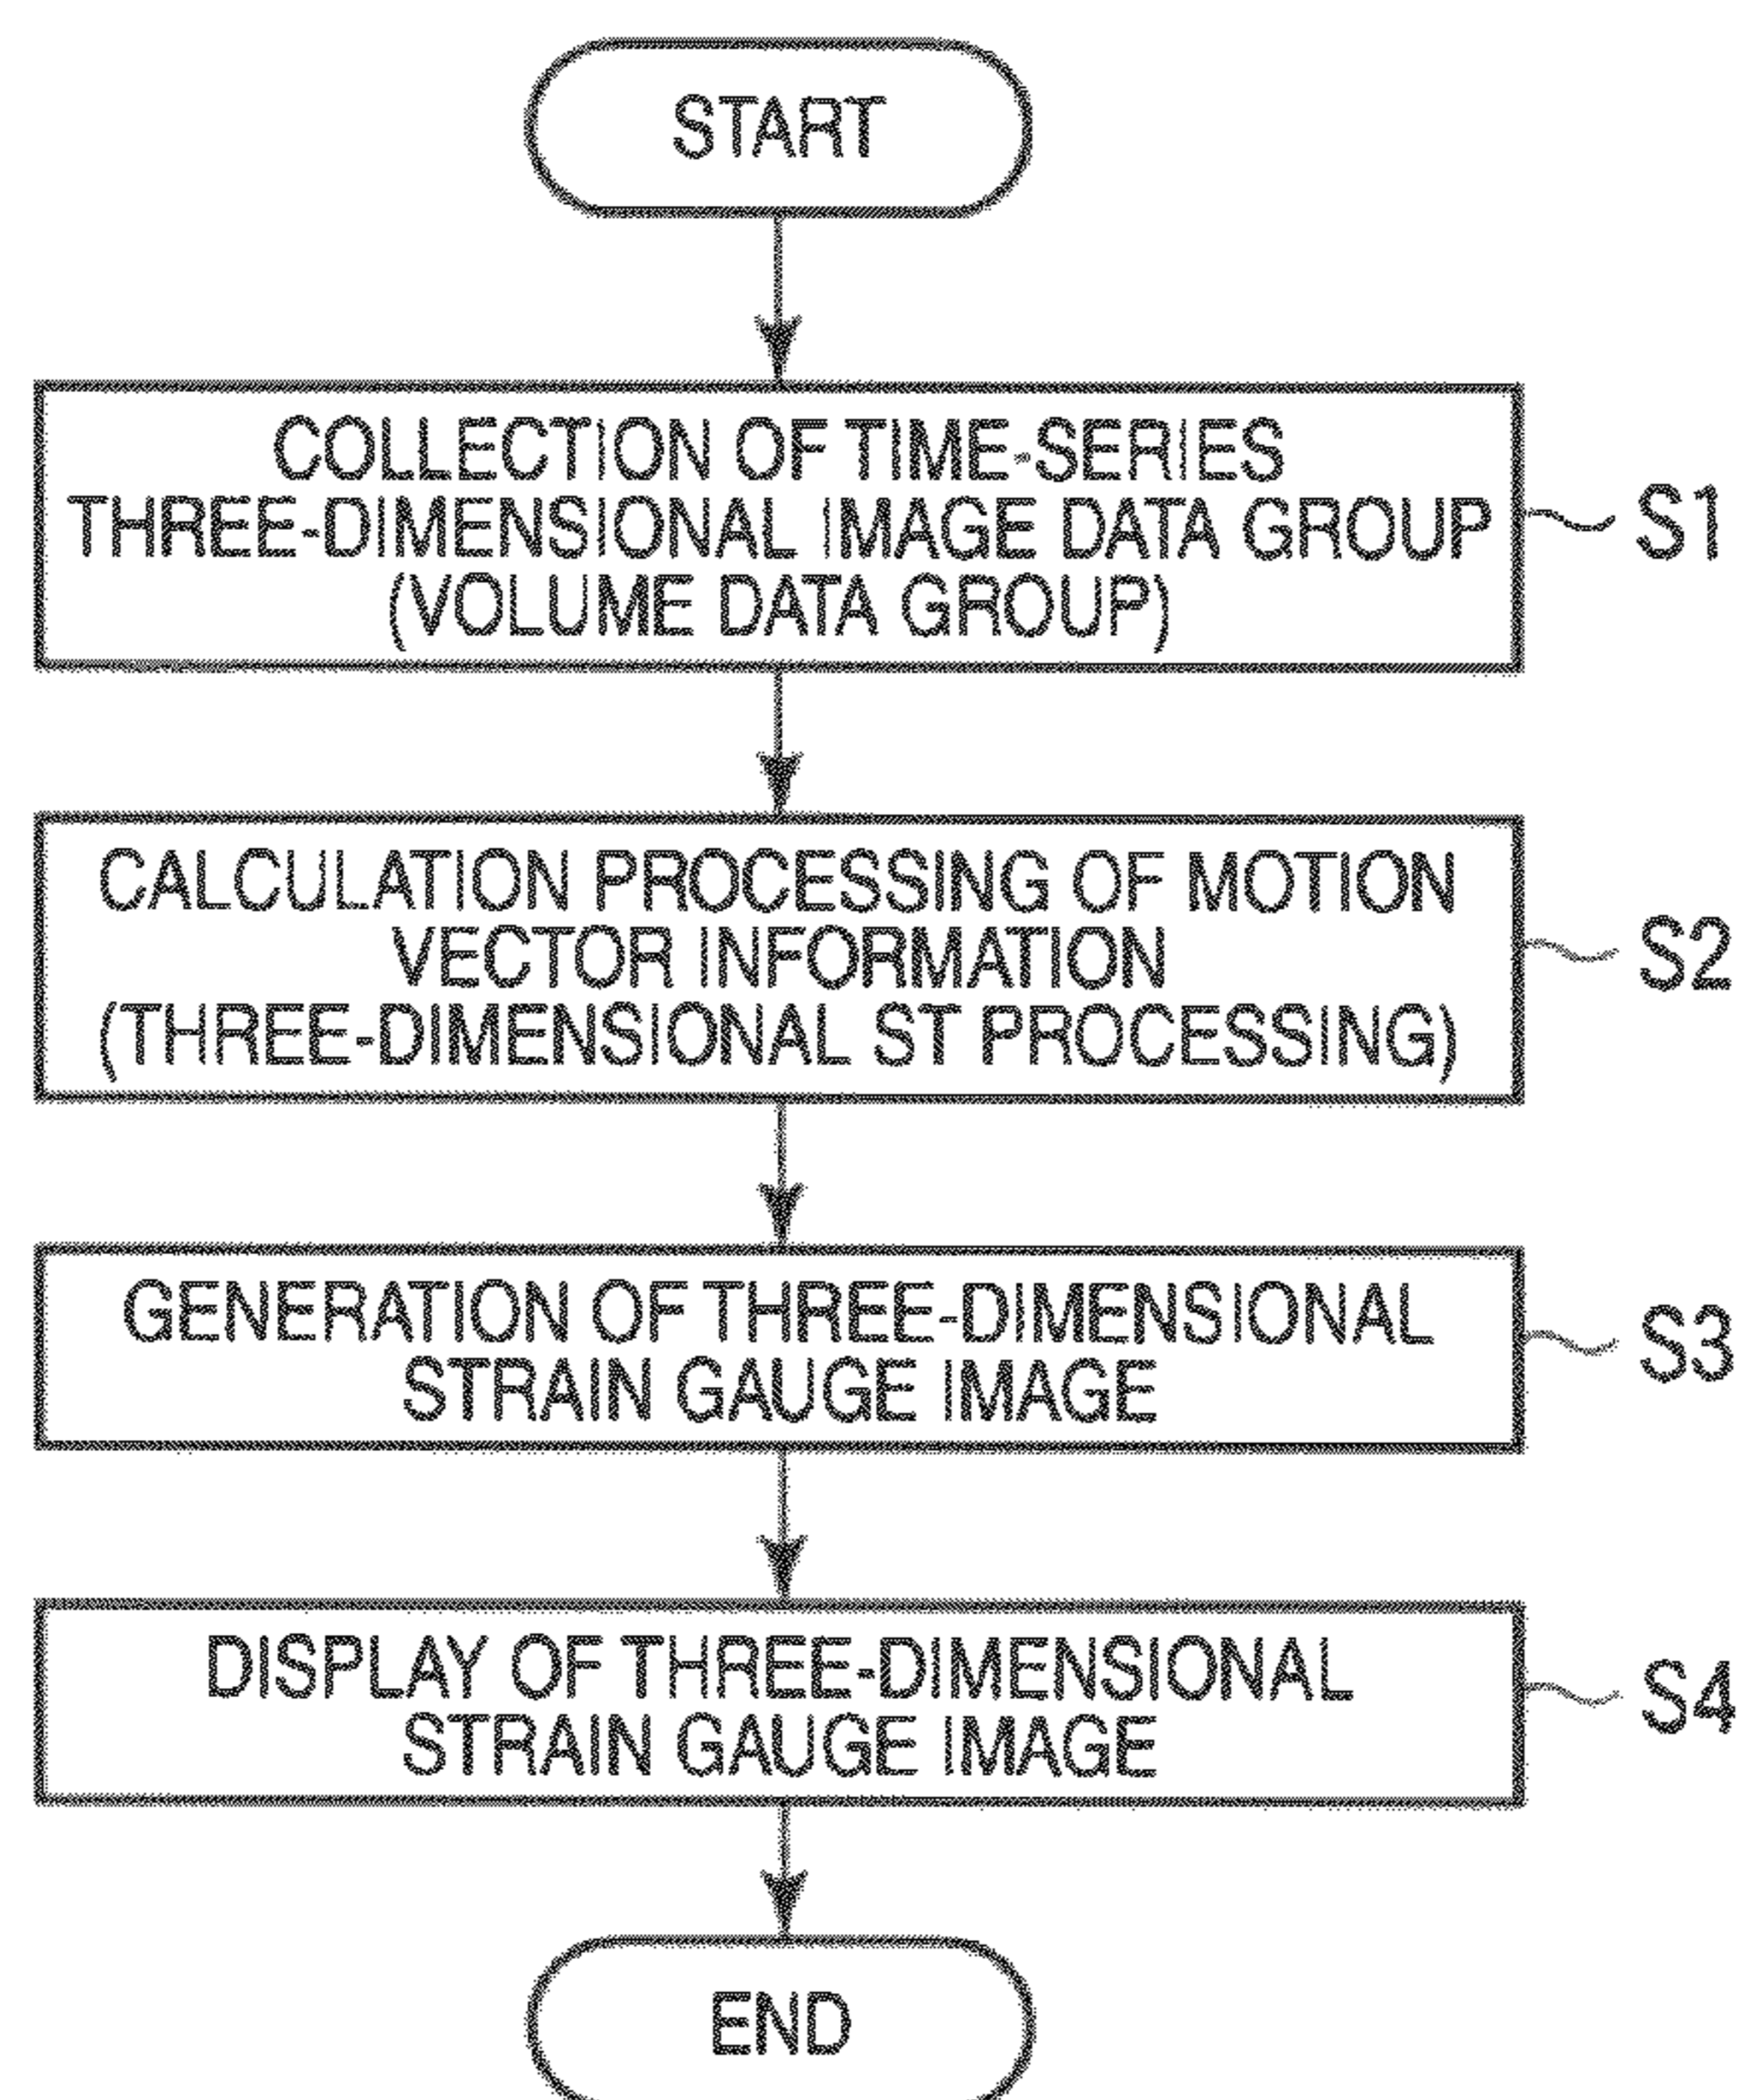 START
COLLECTION OF TIME-SERIES
THREE-DIMENSIONAL IMAGE DATA GROUP
(VOLUME DATA GROUP)
S1
CALCULATION PROCESSING OF MOTION
VECTOR INFORMATION
(THREE-DIMENSIONAL ST PROCESSING)
S2
GENERATION OF THREE-DIMENSIONAL
STRAIN GAUGE IMAGE
S3
DISPLAY OF THREE-DIMENSIONAL
STRAIN GAUGE IMAGE
S4
END